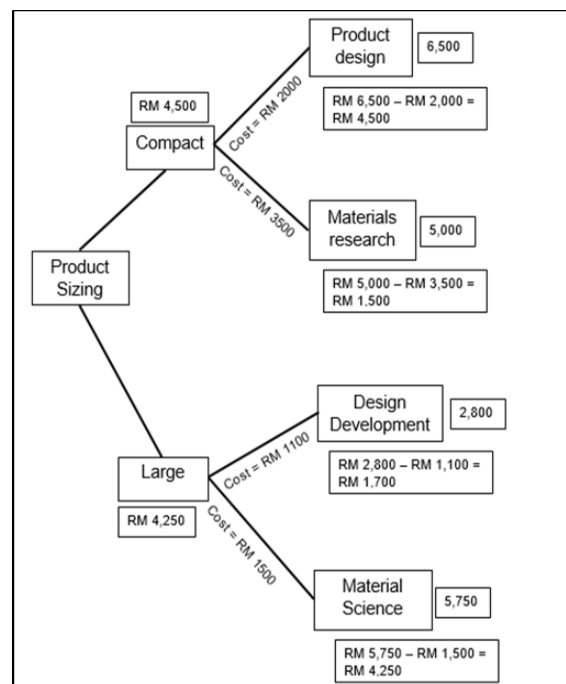 Product
design
6,500
RM 6,500 – RM 2,000 =
RM 4,500
RM 4,500
Compact
Cost = RM 2000
Cost = RM 3500
Materials
research
5,000
RM 5,000 – RM 3,500 =
RM 1,500
Product
Sizing
Design
Development
2,800
RM 2,800 – RM 1,100 =
RM 1,700
Large
RM 4,250
Cost = RM 1100
Cost = RM 1500
Material
Science
5,750
RM 5,750 – RM 1,500 =
RM 4,250